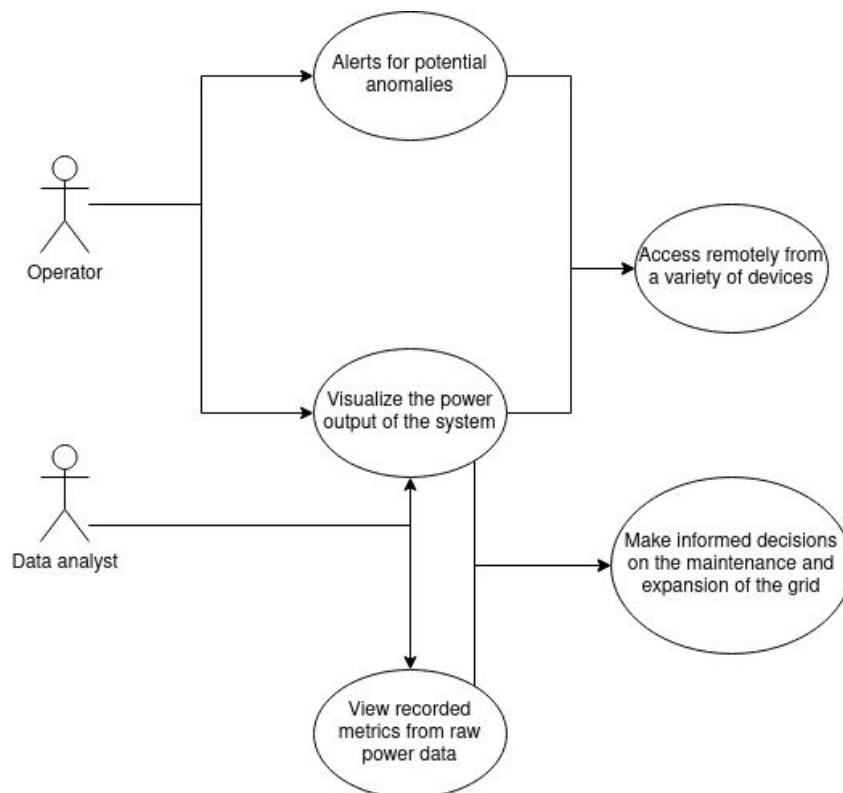 Alerts for potential
anomalies
Operator
Access remotely from
a variety of devices
Visualize the power
output of the system
Data analyst
Make informed decisions
on the maintenance and
expansion of the grid
View recorded
metrics from raw
power data